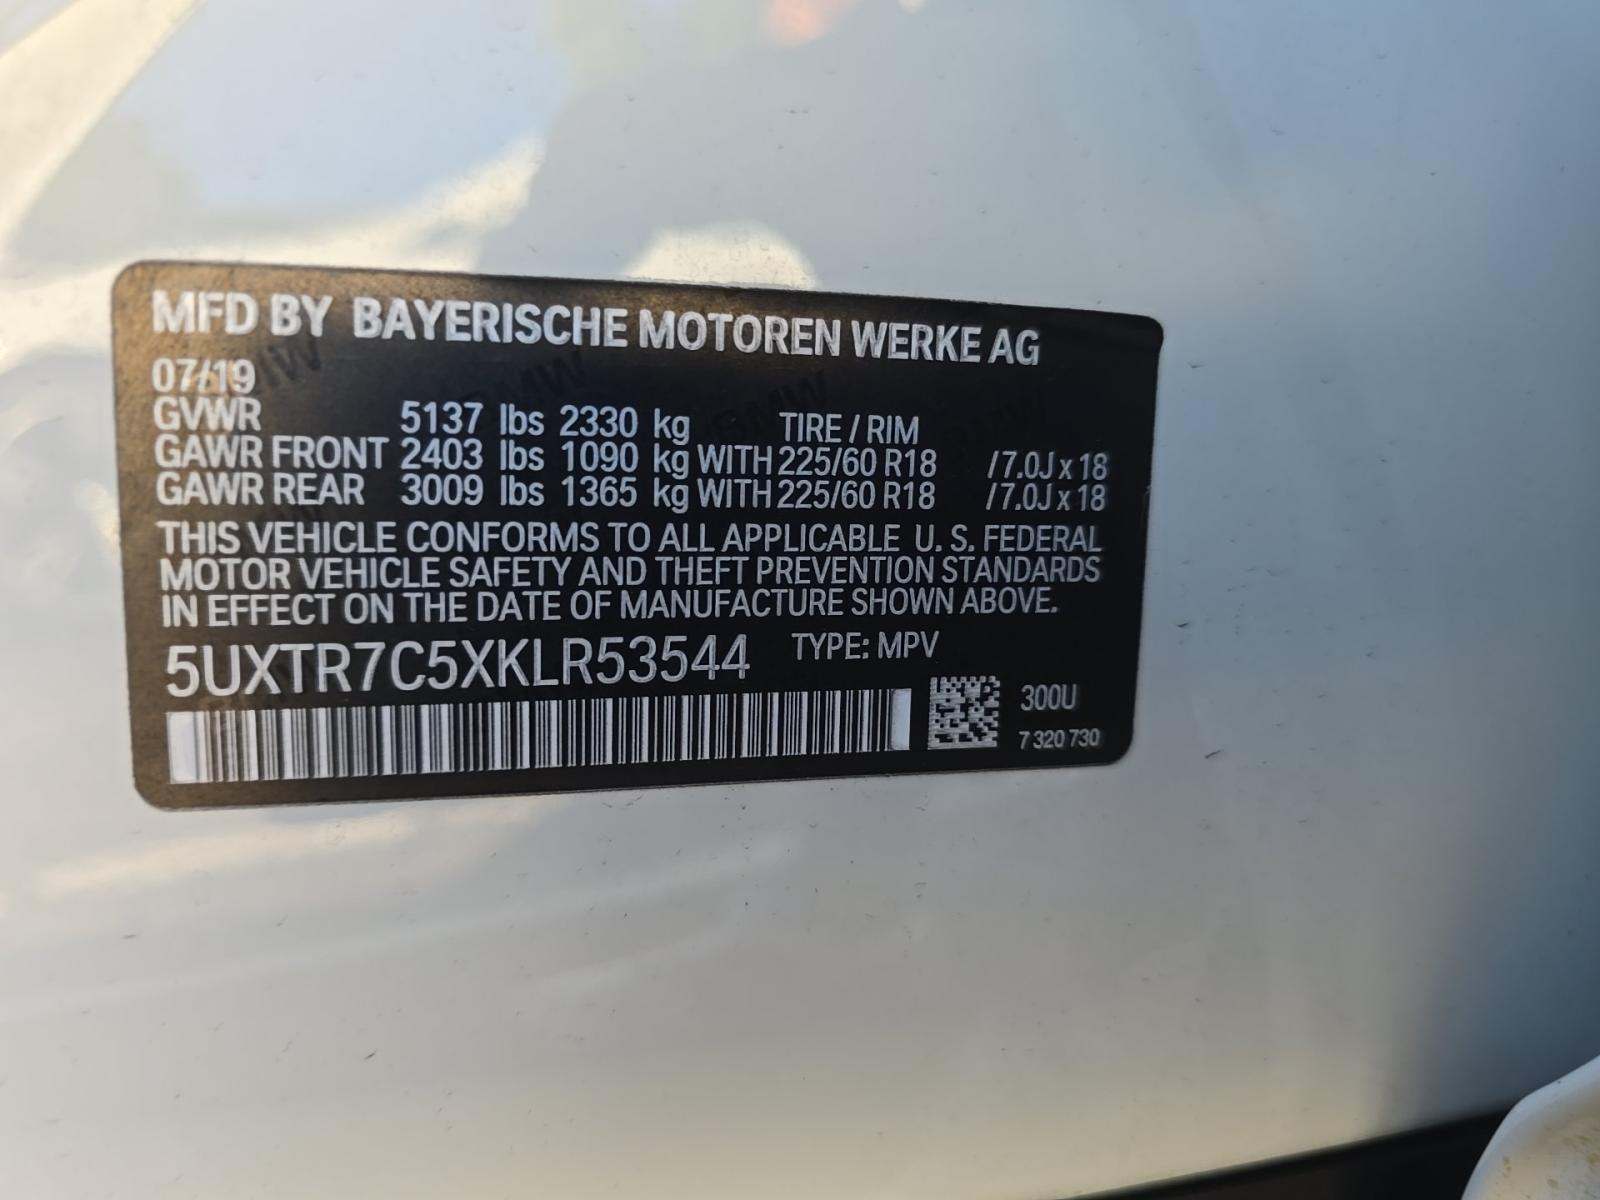 MFD BY BAYERISCHE MOTOREN WERKE AG
07/19
GVWR 5137 lbs 2330 kg TIRE / RIM
GAWR FRONT 2403 lbs 1090 kg WITH 225/60 R18 / 7.0J x 18
GAWR REAR 3009 lbs 1365 kg WITH 225/60 R18 / 7.0J x 18
THIS VEHICLE CONFORMS TO ALL APPLICABLE U. S. FEDERAL
MOTOR VEHICLE SAFETY AND THEFT PREVENTION STANDARDS
IN EFFECT ON THE DATE OF MANUFACTURE SHOWN ABOVE.
5UXTR7C5XKLR53544 TYPE: MPV
300U
7 320 730